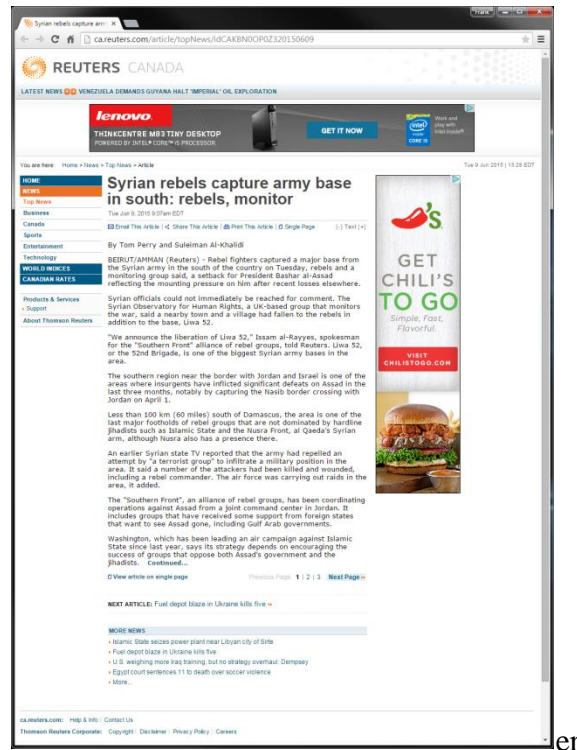 Syrian rebels capture arm
Frank
ca.reuters.com/article/topNews/idCAKBN0OP0Z320150609
REUTERS CANADA
LATEST NEWS VENEZUELA DEMANDS GUYANA HALT 'IMPERIAL' OIL EXPLORATION
lenovo
THINKCENTRE M83 TINY DESKTOP
POWERED BY INTEL® CORE™ i5 PROCESSOR
GET IT NOW
intel
CORE i5
Work and
play with
Intel Inside®
You are here: Home > News > Top News > Article
Tue 9 Jun 2015 | 13:28 EDT
HOME
NEWS
Top News
Business
Canada
Sports
Entertainment
Technology
WORLD INDICES
CANADIAN RATES
Products & Services
Support
About Thomson Reuters
Syrian rebels capture army base
in south: rebels, monitor
Tue Jun 9, 2015 9:07am EDT
Email This Article | Share This Article | Print This Article | Single Page
[-] Text [+]
By Tom Perry and Suleiman Al-Khalidi
BEIRUT/AMMAN (Reuters) - Rebel fighters captured a major base from
the Syrian army in the south of the country on Tuesday, rebels and a
monitoring group said, a setback for President Bashar al-Assad
reflecting the mounting pressure on him after recent losses elsewhere.
Syrian officials could not immediately be reached for comment. The
Syrian Observatory for Human Rights, a UK-based group that monitors
the war, said a nearby town and a village had fallen to the rebels in
addition to the base, Liwa 52.
"We announce the liberation of Liwa 52," Issam al-Rayyes, spokesman
for the "Southern Front" alliance of rebel groups, told Reuters. Liwa 52,
or the 52nd Brigade, is one of the biggest Syrian army bases in the
area.
The southern region near the border with Jordan and Israel is one of the
areas where insurgents have inflicted significant defeats on Assad in the
last three months, notably by capturing the Nasib border crossing with
Jordan on April 1.
Less than 100 km (60 miles) south of Damascus, the area is one of the
last major footholds of rebel groups that are not dominated by hardline
jihadists such as Islamic State and the Nusra Front, al Qaeda's Syrian
arm, although Nusra also has a presence there.
An earlier Syrian state TV reported that the army had repelled an
attempt by "a terrorist group" to infiltrate a military position in the
area. It said a number of the attackers had been killed and wounded,
including a rebel commander. The air force was carrying out raids in the
area, it added.
The "Southern Front", an alliance of rebel groups, has been coordinating
operations against Assad from a joint command center in Jordan. It
includes groups that have received some support from foreign states
that want to see Assad gone, including Gulf Arab governments.
Washington, which has been leading an air campaign against Islamic
State since last year, says its strategy depends on encouraging the
success of groups that oppose both Assad's government and the
jihadists. Continued...
View article on single page
Previous Page 1 | 2 | 3 Next Page
NEXT ARTICLE: Fuel depot blaze in Ukraine kills five
MORE NEWS
Islamic State seizes power plant near Libyan city of Sirte
Fuel depot blaze in Ukraine kills five
U.S. weighing more Iraq training, but no strategy overhaul: Dempsey
Egypt court sentences 11 to death over soccer violence
More...
's
GET
CHILI'S
TO GO
Simple, Fast,
Flavorful.
VISIT
CHILISTOGO.COM
ca.reuters.com: Help & Info | Contact Us
Thomson Reuters Corporate: Copyright | Disclaimer | Privacy Policy | Careers
er